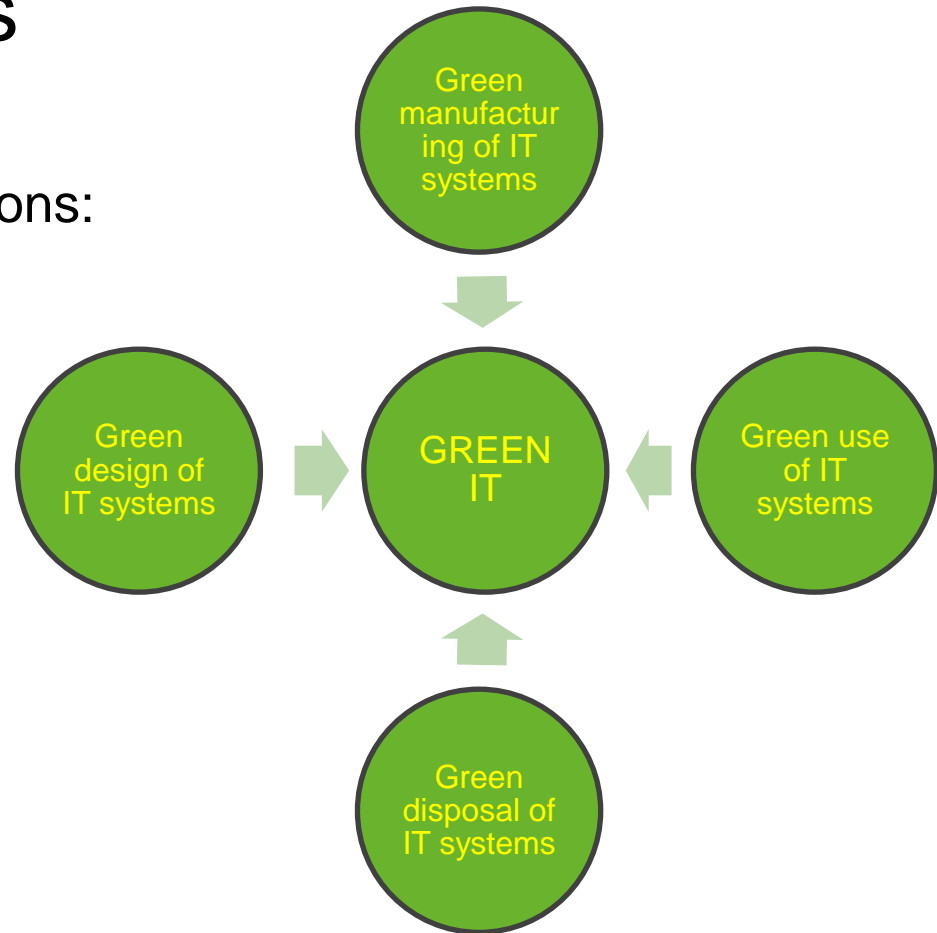 s
ons:
Green
manufactur
ing of IT
systems
Green
design of
IT systems
GREEN
IT
Green use
of IT
systems
Green
disposal of
IT systems